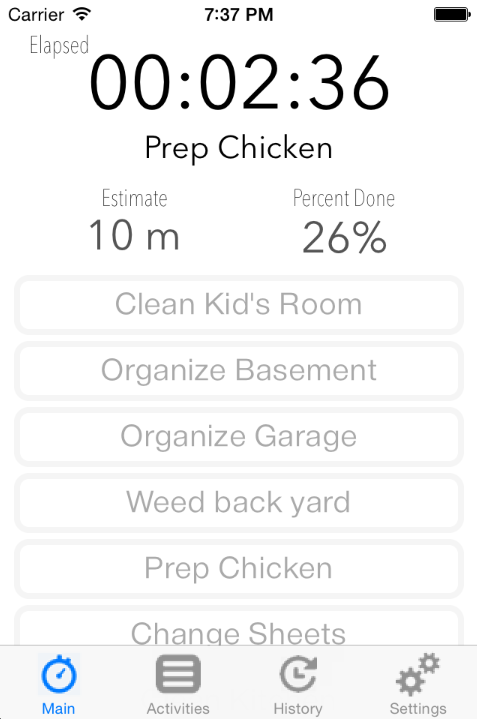 Carrier 7:37 PM
Elapsed
00:02:36
Prep Chicken
Estimate Percent Done
10 m 26%
Clean Kid's Room
Organize Basement
Organize Garage
Weed back yard
Prep Chicken
Change Sheets
Main Activities History Settings